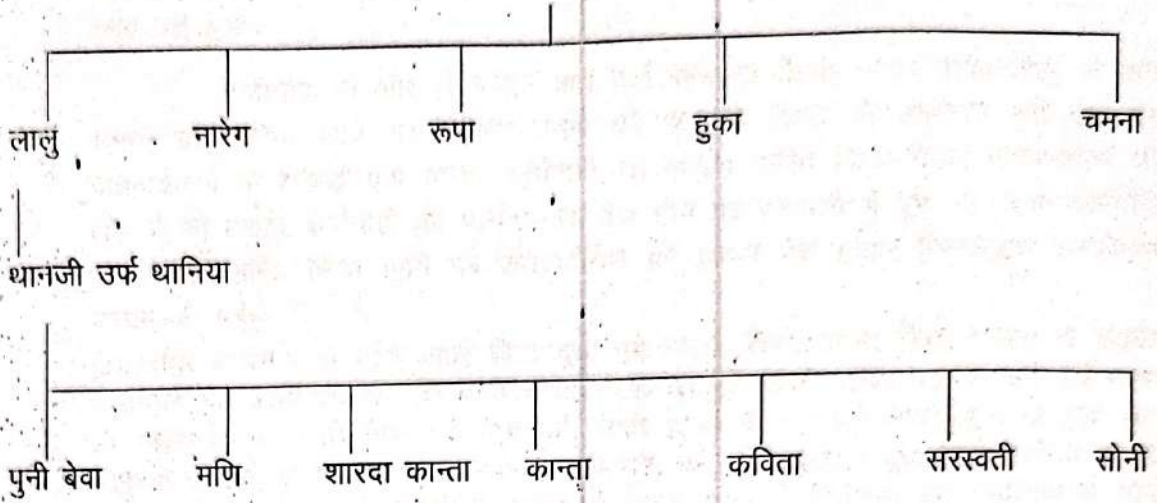 लालु नारेग रूपा हुका चमना
थानजी उर्फ थानिया
पुनी बेवा मणि शारदा कान्ता कान्ता कविता सरस्वती सोनी